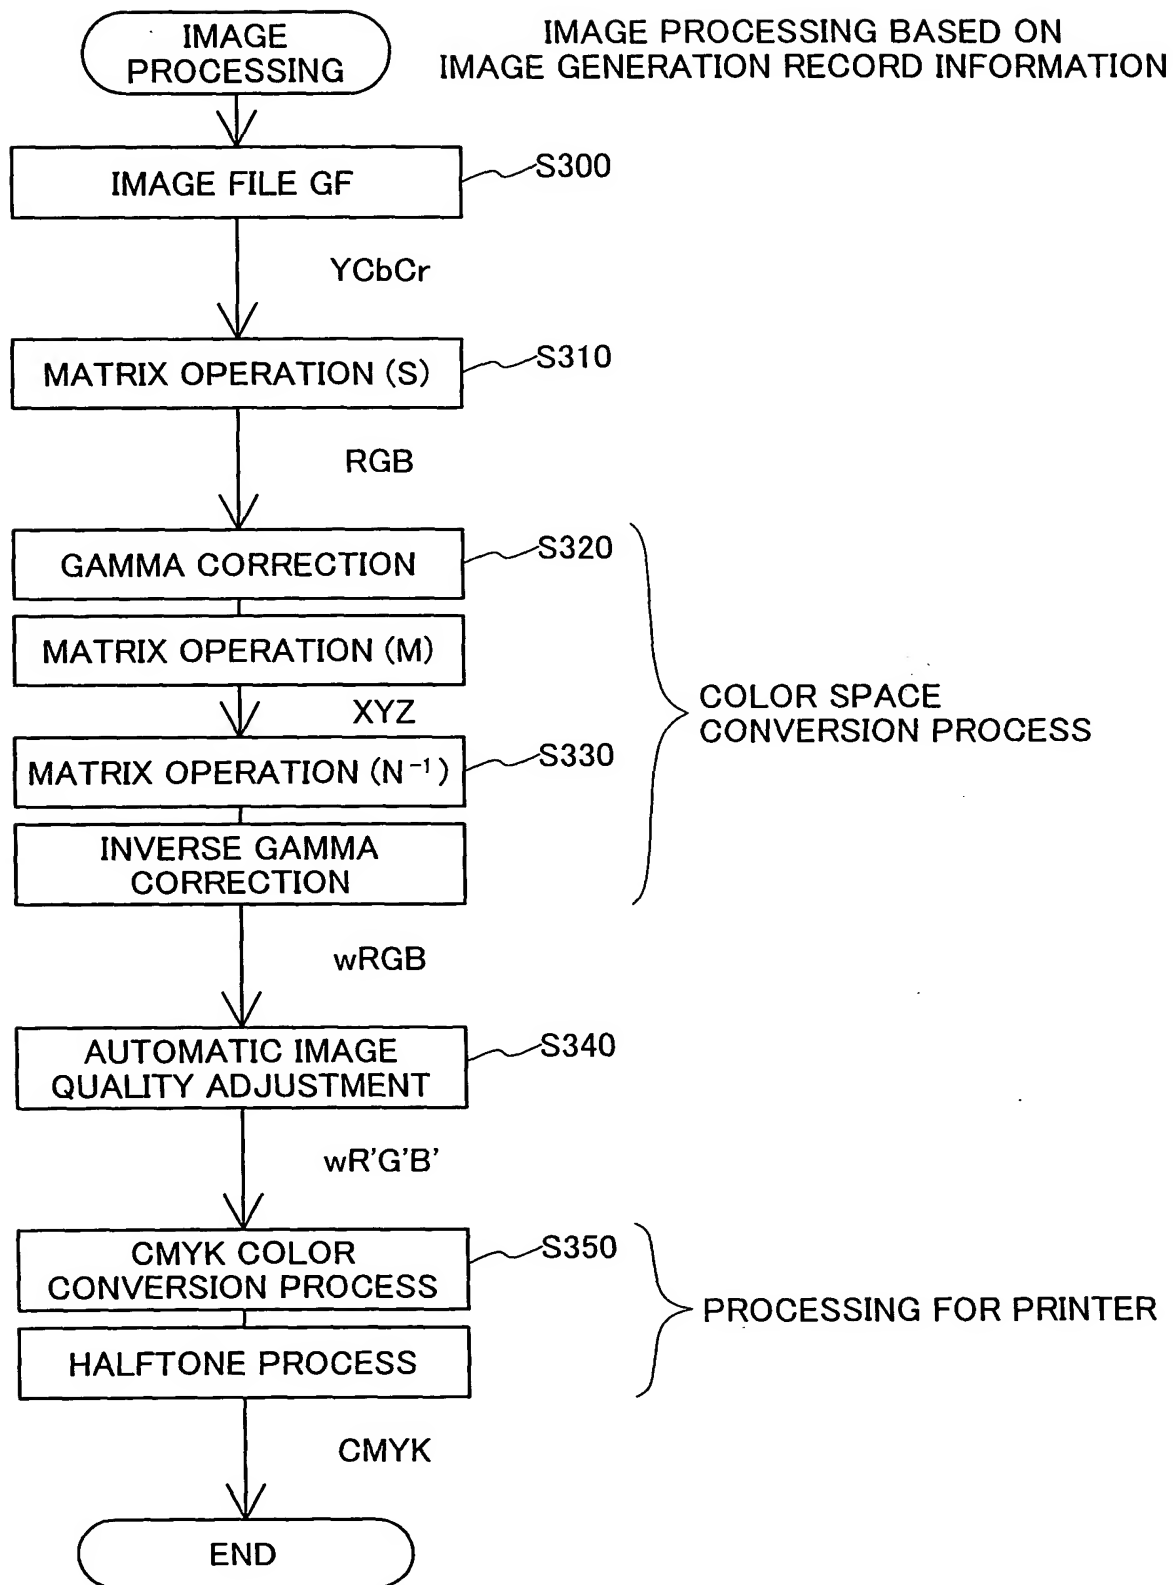 IMAGE
PROCESSING
IMAGE PROCESSING BASED ON
IMAGE GENERATION RECORD INFORMATION
IMAGE FILE GF
S300
YCbCr
MATRIX OPERATION (S)
S310
RGB
GAMMA CORRECTION
S320
MATRIX OPERATION (M)
XYZ
COLOR SPACE
CONVERSION PROCESS
MATRIX OPERATION (N⁻¹)
S330
INVERSE GAMMA
CORRECTION
wRGB
AUTOMATIC IMAGE
QUALITY ADJUSTMENT
S340
wR'G'B'
CMYK COLOR
CONVERSION PROCESS
S350
PROCESSING FOR PRINTER
HALFTONE PROCESS
CMYK
END